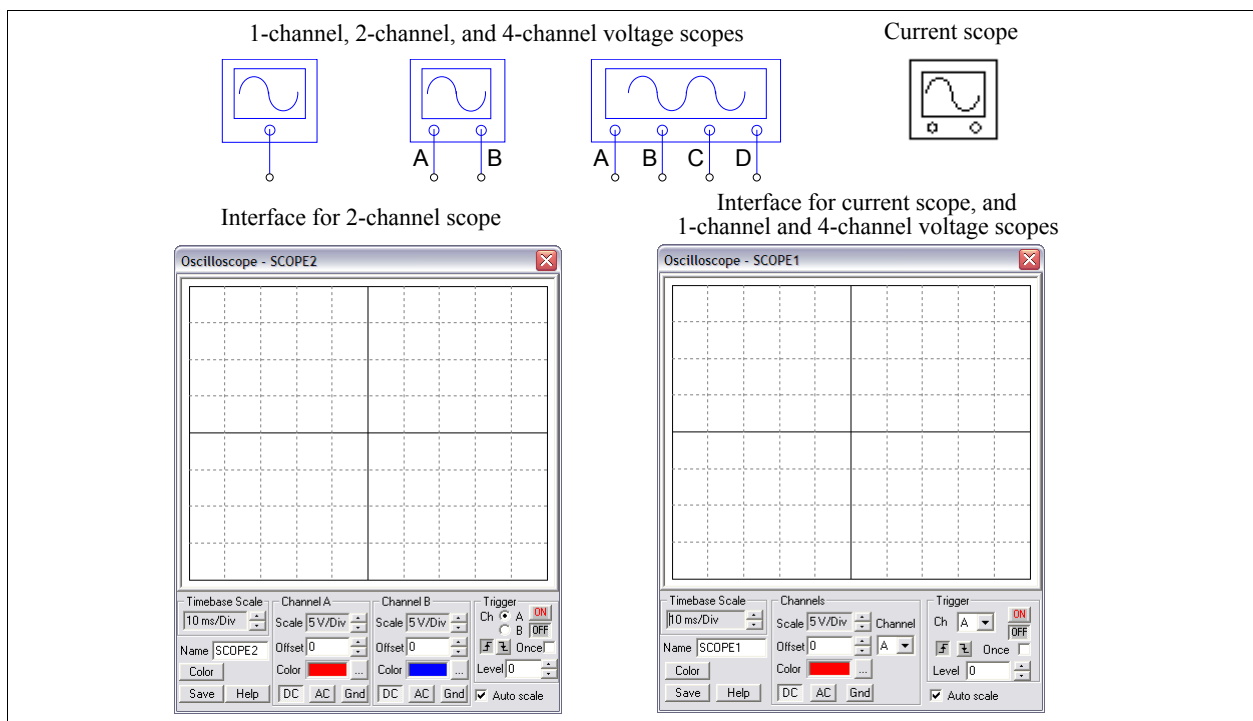 1-channel, 2-channel, and 4-channel voltage scopes
Current scope
A B
A B C D
Interface for 2-channel scope
Interface for current scope, and
1-channel and 4-channel voltage scopes
Oscilloscope - SCOPE2
Timebase Scale
10 ms/Div
Name SCOPE2
Color
Save Help
Channel A
Scale 5 V/Div
Offset 0
Color ...
DC AC Gnd
Channel B
Scale 5 V/Div
Offset 0
Color ...
DC AC Gnd
Trigger
Ch A ON
B OFF
Once
Level 0
Auto scale
Oscilloscope - SCOPE1
Timebase Scale
10 ms/Div
Name SCOPE1
Color
Save Help
Channels
Scale 5 V/Div Channel
Offset 0 A
Color ...
DC AC Gnd
Trigger
Ch A ON
OFF
Once
Level 0
Auto scale